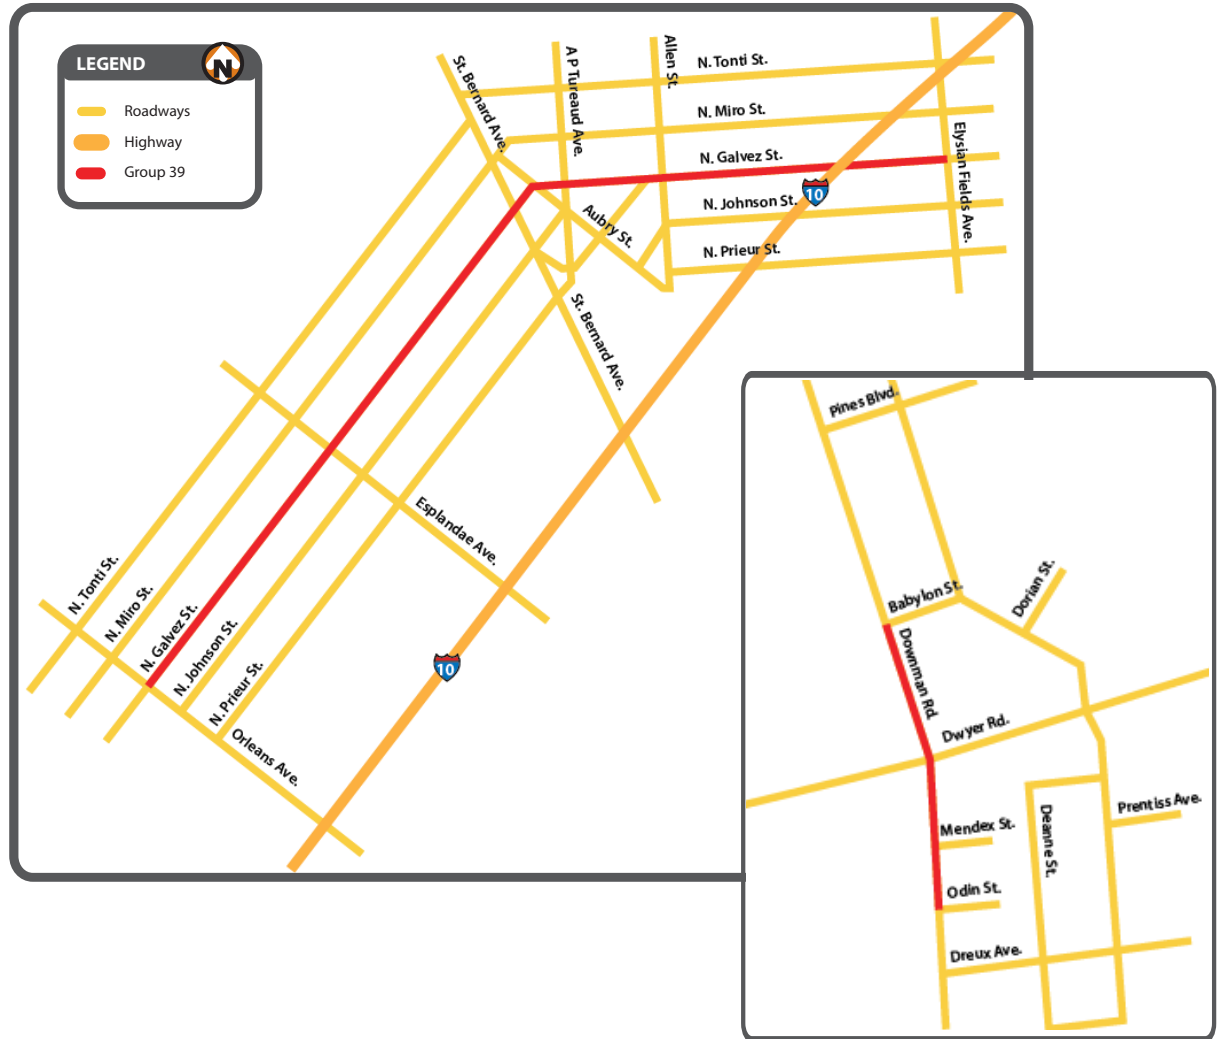 LEGEND
N
Roadways
Highway
Group 39
St. Bernard Ave.
A P Tureaud Ave.
Allen St.
N. Tonti St.
N. Miro St.
N. Galvez St.
N. Johnson St.
N. Prieur St.
Elysian Fields Ave.
10
Aubry St.
St. Bernard Ave.
Esplandae Ave.
N. Tonti St.
N. Miro St.
N. Galvez St.
N. Johnson St.
N. Prieur St.
Orleans Ave.
10
Pines Blvd.
Babylon St.
Dorian St.
Downman Rd.
Dwyer Rd.
Mendex St.
Deanne St.
Prentiss Ave.
Odin St.
Dreux Ave.